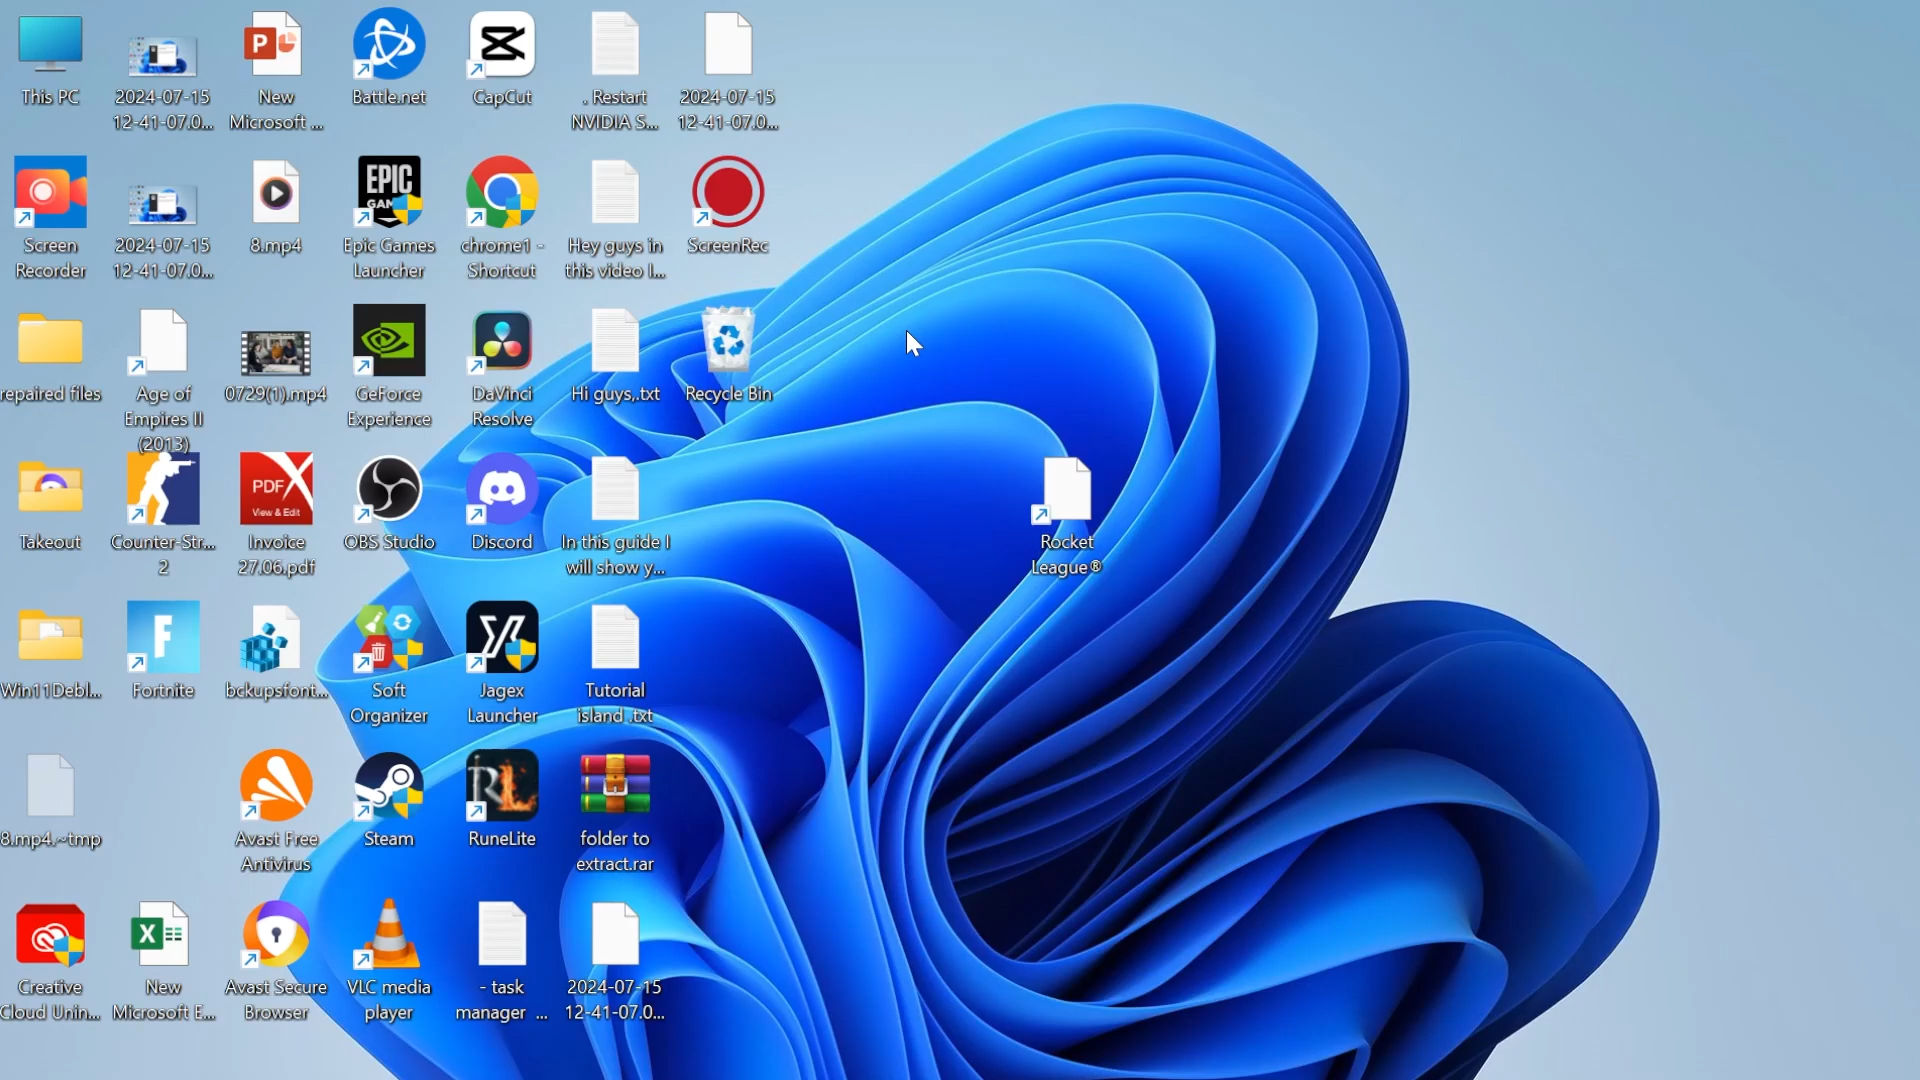 This PC
2024-07-15
12-41-07.0...
New
Microsoft ...
Battle.net
CapCut
. Restart
NVIDIA S...
2024-07-15
12-41-07.0...
Screen
Recorder
2024-07-15
12-41-07.0...
8.mp4
EPIC
GAM
Epic Games
Launcher
chrome1 -
Shortcut
Hey guys in
this video I...
ScreenRec
repaired files
Age of
Empires II
(2013)
0729(1).mp4
GeForce
Experience
DaVinci
Resolve
Hi guys,.txt
Recycle Bin
Takeout
Counter-Str...
2
PDF
View & Edit
Invoice
27.06.pdf
OBS Studio
Discord
In this guide I
will show y...
Rocket
League®
Win11Debl...
F
Fortnite
bckupsfont...
Soft
Organizer
Jagex
Launcher
Tutorial
island .txt
8.mp4.~tmp
Avast Free
Antivirus
Steam
RL
RuneLite
folder to
extract.rar
Creative
Cloud Unin...
X
New
Microsoft E...
Avast Secure
Browser
VLC media
player
- task
manager ...
2024-07-15
12-41-07.0...
P